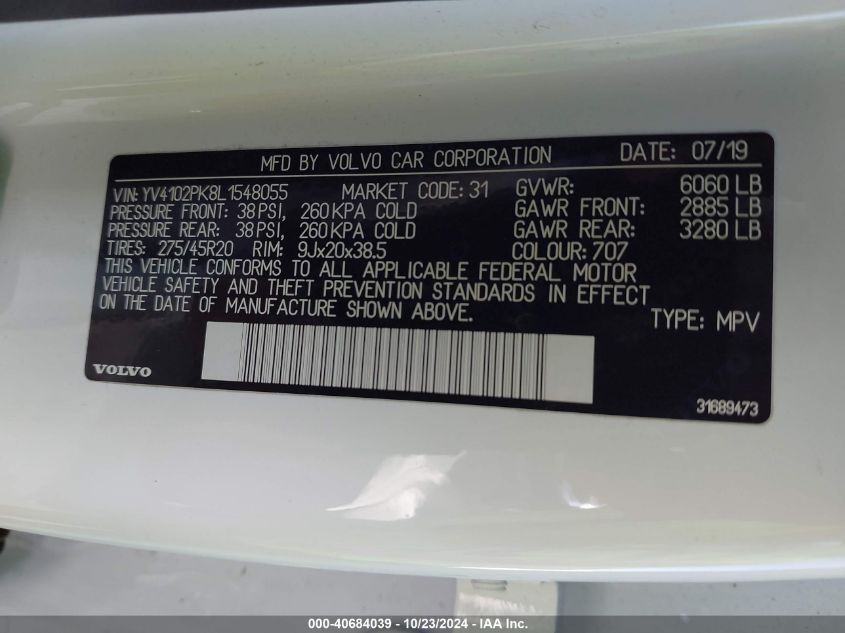 MFD BY VOLVO CAR CORPORATION DATE: 07/19
VIN: YV4102PK8L1548055 MARKET CODE: 31 GVWR: 6060 LB
PRESSURE FRONT: 38 PSI, 260 KPA COLD GAWR FRONT: 2885 LB
PRESSURE REAR: 38 PSI, 260 KPA COLD GAWR REAR: 3280 LB
TIRES: 275/45R20 RIM: 9Jx20x38.5 COLOUR: 707
THIS VEHICLE CONFORMS TO ALL APPLICABLE FEDERAL MOTOR
VEHICLE SAFETY AND THEFT PREVENTION STANDARDS IN EFFECT
ON THE DATE OF MANUFACTURE SHOWN ABOVE.
TYPE: MPV
VOLVO
31689473
000-40684039 - 10/23/2024 - IAA Inc.